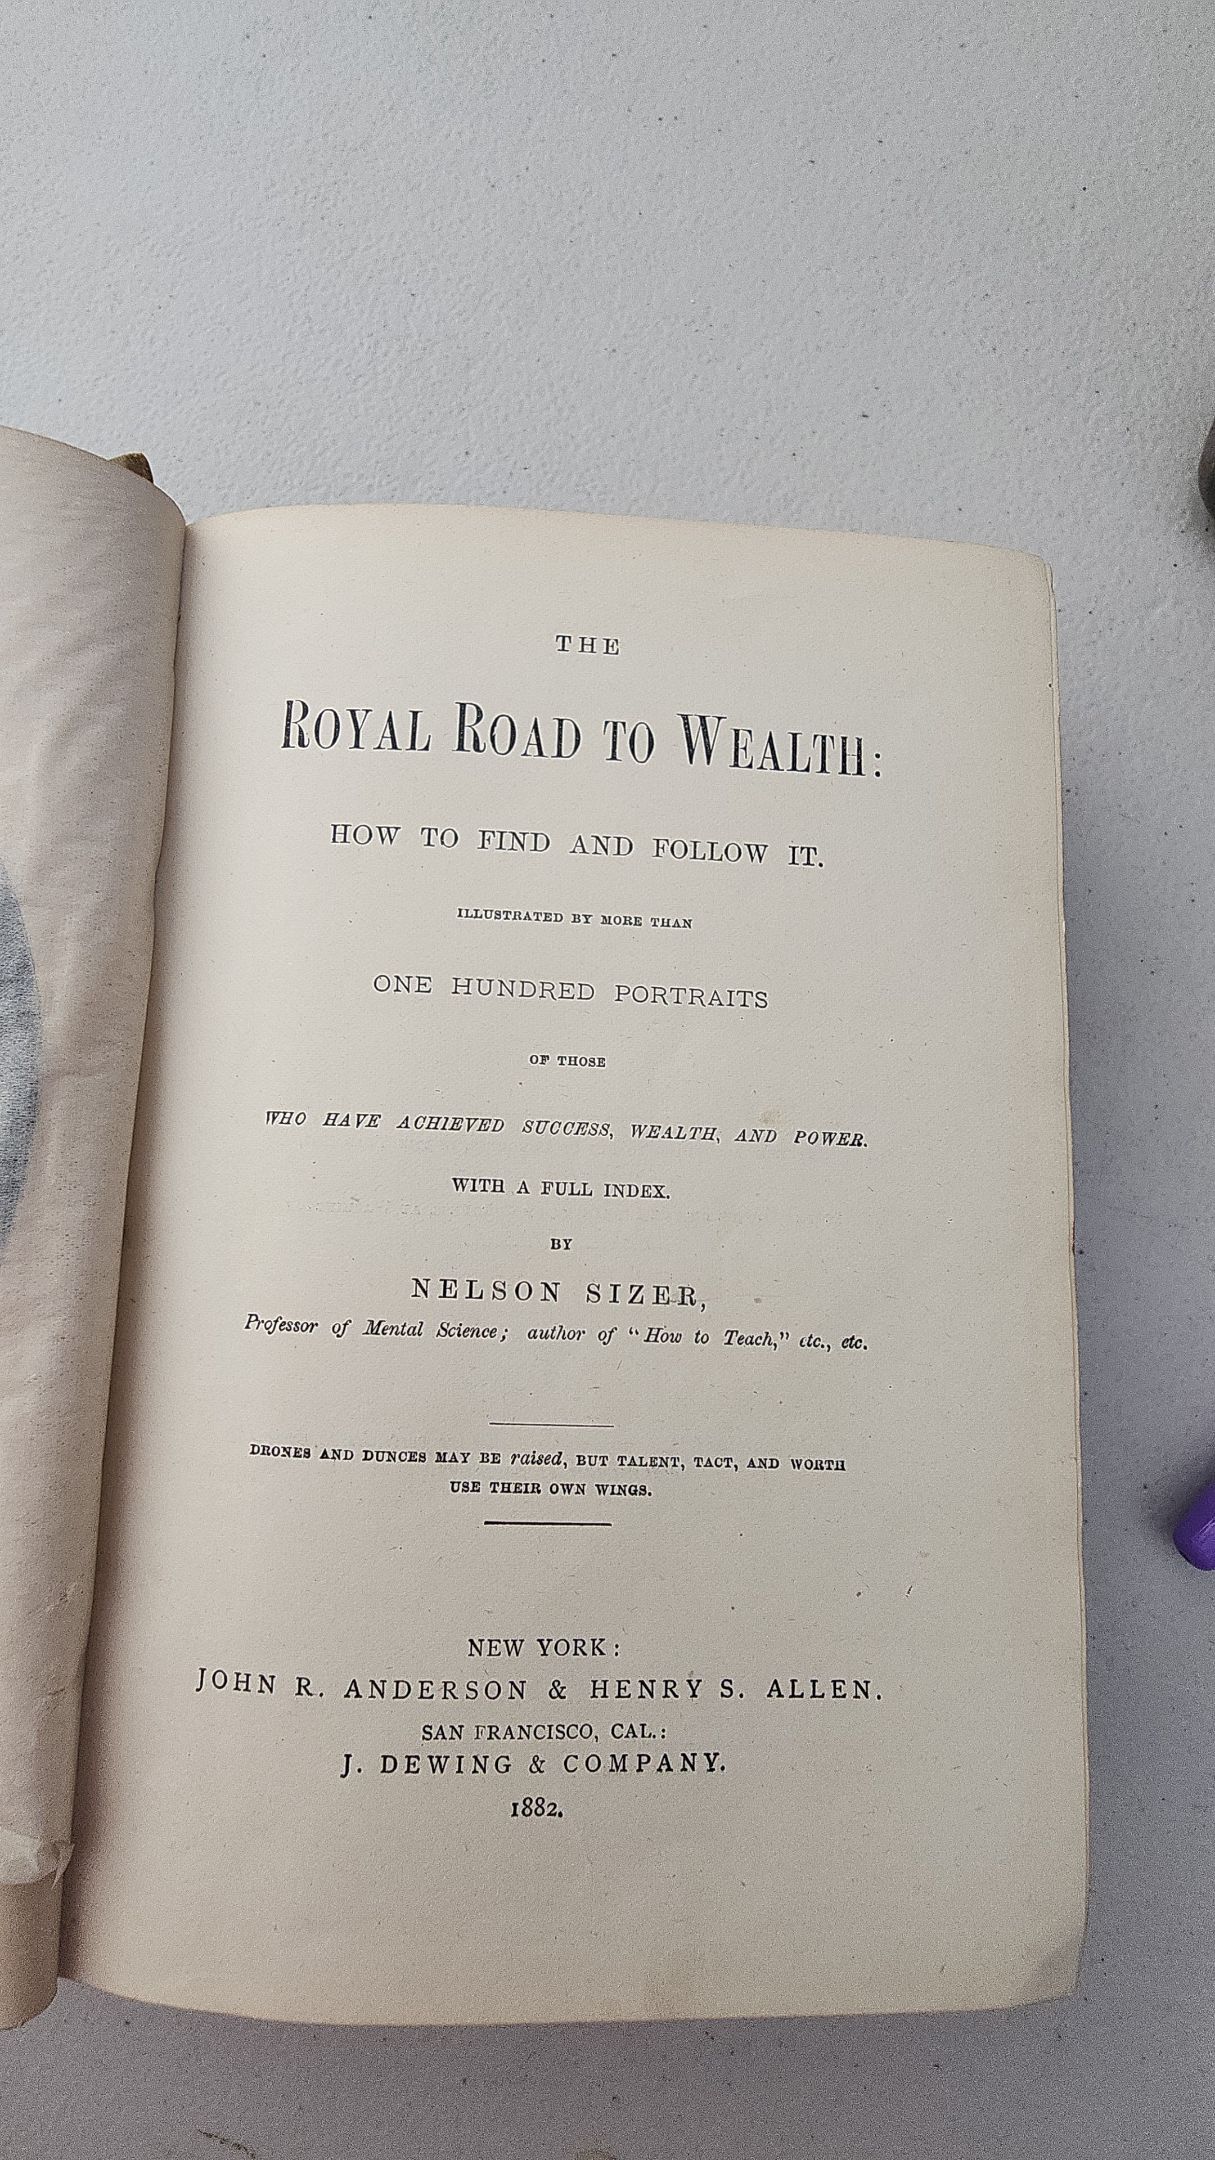 THE
ROYAL ROAD TO WEALTH:
HOW TO FIND AND FOLLOW IT.
ILLUSTRATED BY MORE THAN
ONE HUNDRED PORTRAITS
OF THOSE
WHO HAVE ACHIEVED SUCCESS, WEALTH, AND POWER.
WITH A FULL INDEX.
BY
NELSON SIZER,
Professor of Mental Science; author of "How to Teach," etc., etc.
DRONES AND DUNCES MAY BE raised, BUT TALENT, TACT, AND WORTH
USE THEIR OWN WINGS.
NEW YORK:
JOHN R. ANDERSON & HENRY S. ALLEN.
SAN FRANCISCO, CAL.:
J. DEWING & COMPANY.
1882.